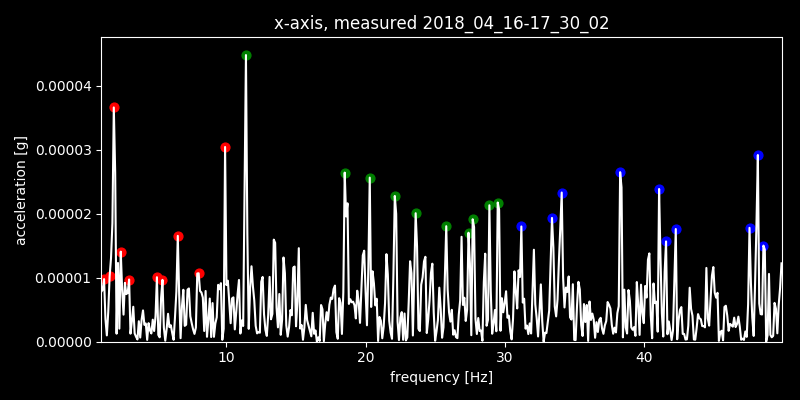 x-axis, measured 2018_04_16-17_30_02
0.00004
0.00003
0.00002
0.00001
0.00000
acceleration [g]
10 20 30 40
frequency [Hz]